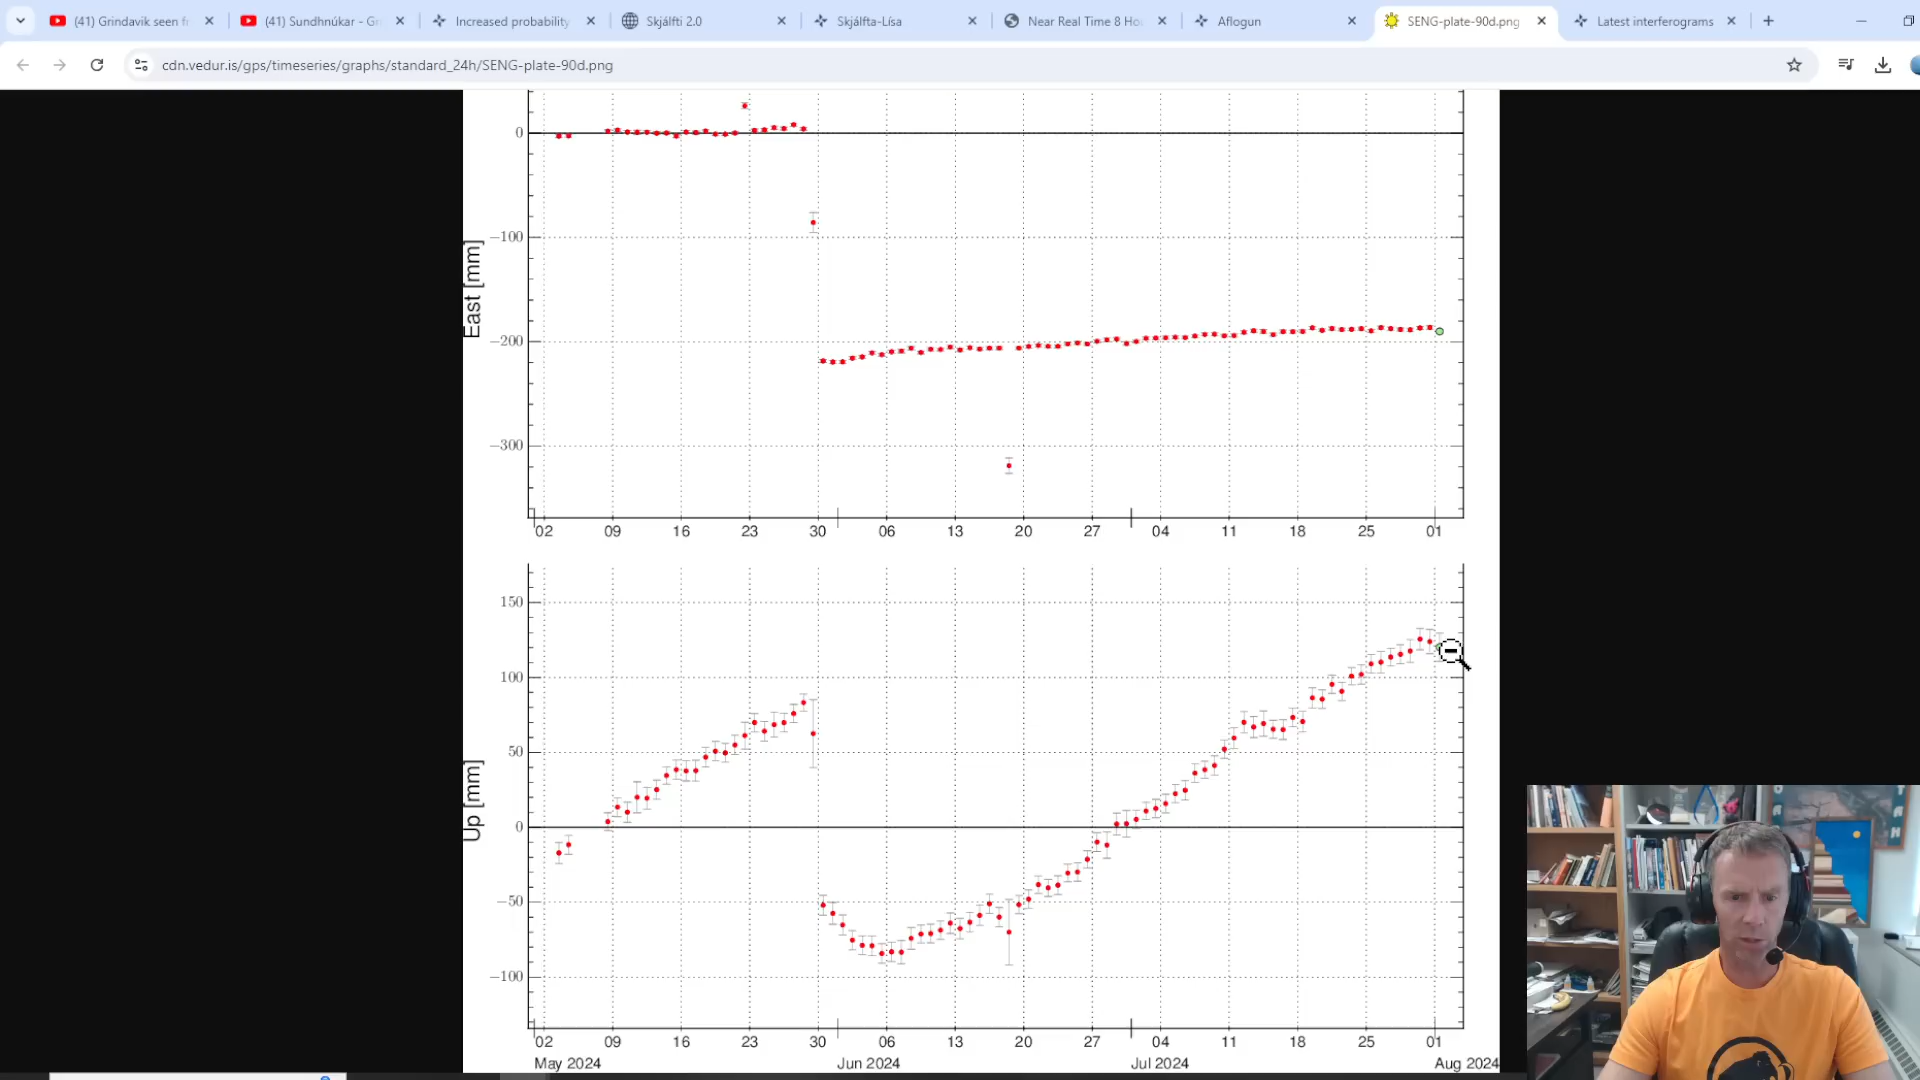 (41) Grindavik seen fr
(41) Sundhnúkar - Gr
Increased probability
Skjálfti 2.0
Skjálfta-Lísa
Near Real Time 8 Ho
Aflogun
SENG-plate-90d.png
Latest interferograms
cdn.vedur.is/gps/timeseries/graphs/standard_24h/SENG-plate-90d.png
East [mm]
0
−100
−200
−300
02 09 16 23 30 06 13 20 27 04 11 18 25 01
Up [mm]
150
100
50
0
−50
−100
02 09 16 23 30 06 13 20 27 04 11 18 25 01
May 2024 Jun 2024 Jul 2024 Aug 2024